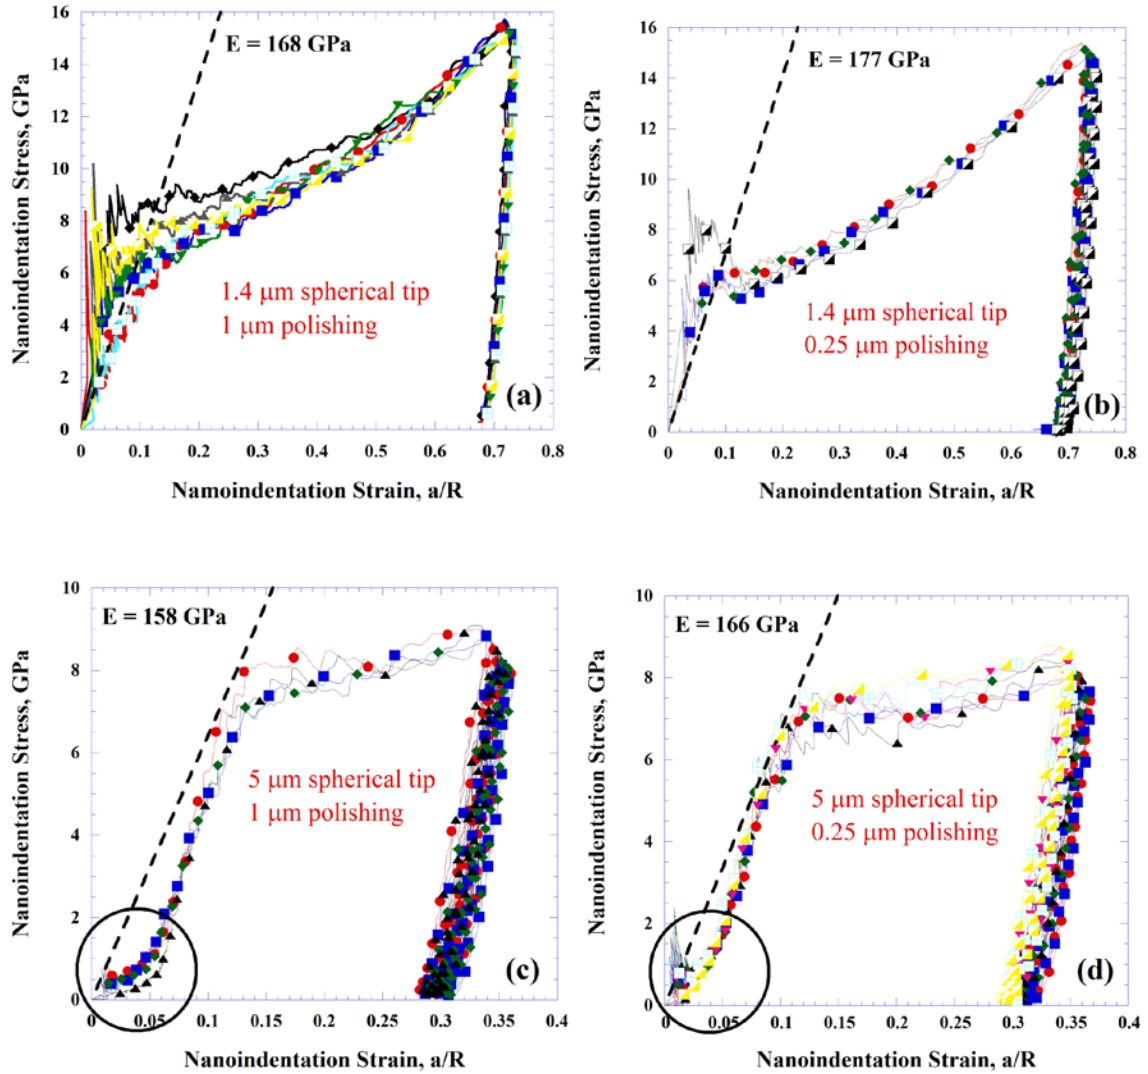 Nanoindentation Stress, GPa
16
14
12
10
8
6
4
2
0
E = 168 GPa
1.4 μm spherical tip
1 μm polishing
(a)
0 0.1 0.2 0.3 0.4 0.5 0.6 0.7 0.8
Namoindentation Strain, a/R
Nanoindentation Stress, GPa
16
14
12
10
8
6
4
2
0
E = 177 GPa
1.4 μm spherical tip
0.25 μm polishing
(b)
0 0.1 0.2 0.3 0.4 0.5 0.6 0.7 0.8
Nanoindentation Strain, a/R
Nanoindentation Stress, GPa
10
8
6
4
2
0
E = 158 GPa
5 μm spherical tip
1 μm polishing
(c)
0 0.05 0.1 0.15 0.2 0.25 0.3 0.35 0.4
Nanoindentation Strain, a/R
Nanoindentation Stress, GPa
10
8
6
4
2
0
E = 166 GPa
5 μm spherical tip
0.25 μm polishing
(d)
0 0.05 0.1 0.15 0.2 0.25 0.3 0.35 0.4
Nanoindentation Strain, a/R